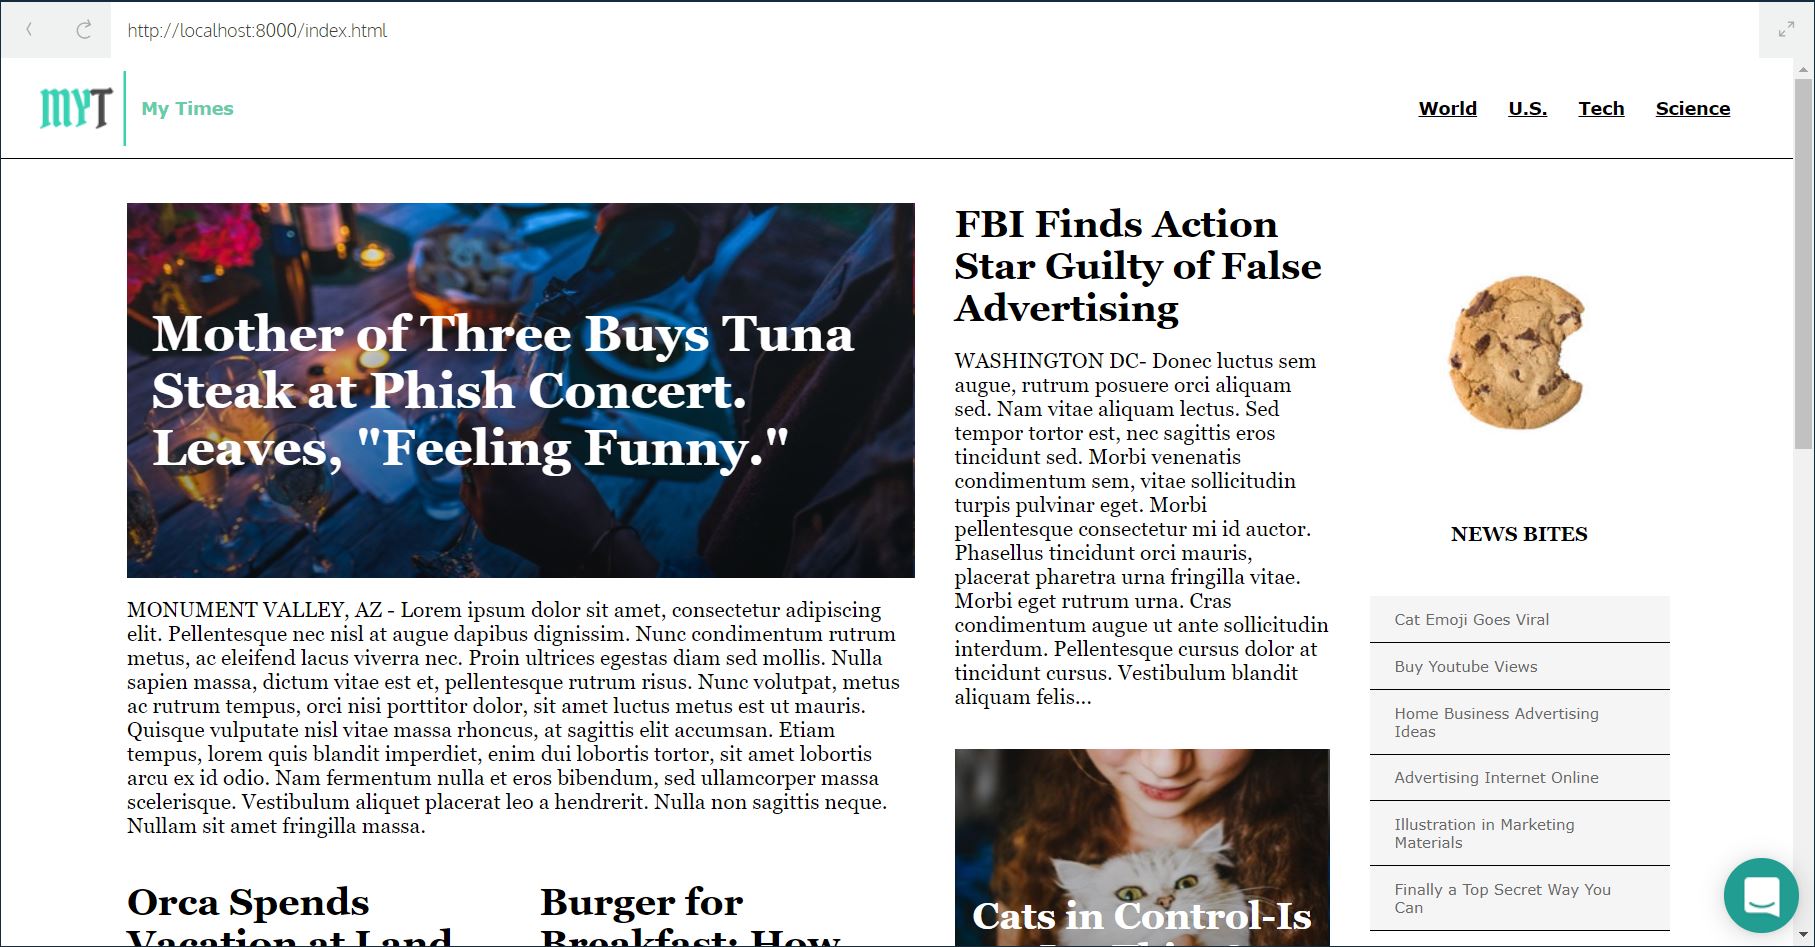 http://localhost:8000/index.html
MYT
My Times
World
U.S.
Tech
Science
Mother of Three Buys Tuna
Steak at Phish Concert.
Leaves, "Feeling Funny."
MONUMENT VALLEY, AZ - Lorem ipsum dolor sit amet, consectetur adipiscing
elit. Pellentesque nec nisl at augue dapibus dignissim. Nunc condimentum rutrum
metus, ac eleifend lacus viverra nec. Proin ultrices egestas diam sed mollis. Nulla
sapien massa, dictum vitae est et, pellentesque rutrum risus. Nunc volutpat, metus
ac rutrum tempus, orci nisi porttitor dolor, sit amet luctus metus est ut mauris.
Quisque vulputate nisl vitae massa rhoncus, at sagittis elit accumsan. Etiam
tempus, lorem quis blandit imperdiet, enim dui lobortis tortor, sit amet lobortis
arcu ex id odio. Nam fermentum nulla et eros bibendum, sed ullamcorper massa
scelerisque. Vestibulum aliquet placerat leo a hendrerit. Nulla non sagittis neque.
Nullam sit amet fringilla massa.
Orca Spends
Vacation at Land
Burger for
Breakfast: How
FBI Finds Action
Star Guilty of False
Advertising
WASHINGTON DC- Donec luctus sem
augue, rutrum posuere orci aliquam
sed. Nam vitae aliquam lectus. Sed
tempor tortor est, nec sagittis eros
tincidunt sed. Morbi venenatis
condimentum sem, vitae sollicitudin
turpis pulvinar eget. Morbi
pellentesque consectetur mi id auctor.
Phasellus tincidunt orci mauris,
placerat pharetra urna fringilla vitae.
Morbi eget rutrum urna. Cras
condimentum augue ut ante sollicitudin
interdum. Pellentesque cursus dolor at
tincidunt cursus. Vestibulum blandit
aliquam felis...
Cats in Control-Is
NEWS BITES
Cat Emoji Goes Viral
Buy Youtube Views
Home Business Advertising
Ideas
Advertising Internet Online
Illustration in Marketing
Materials
Finally a Top Secret Way You
Can